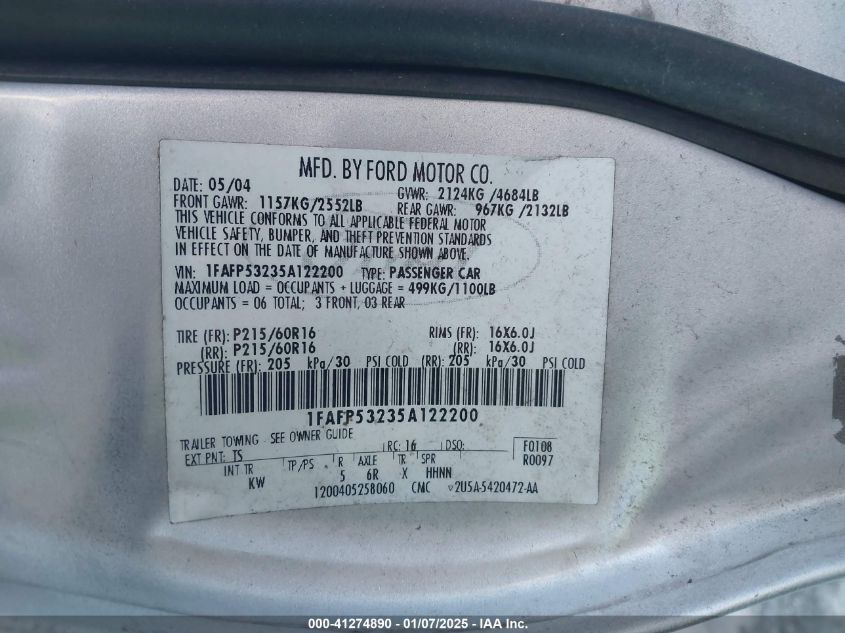 MFD. BY FORD MOTOR CO.
DATE: 05/04 GVWR: 2124KG /4684LB
FRONT GAWR: 1157KG/2552LB REAR GAWR: 967KG /2132LB
THIS VEHICLE CONFORMS TO ALL APPLICABLE FEDERAL MOTOR
VEHICLE SAFETY, BUMPER, AND THEFT PREVENTION STANDARDS
IN EFFECT ON THE DATE OF MANUFACTURE SHOWN ABOVE.
VIN: 1FAFP53235A122200 TYPE: PASSENGER CAR
MAXIMUM LOAD = OCCUPANTS + LUGGAGE = 499KG/1100LB
OCCUPANTS = 06 TOTAL; 3 FRONT, 03 REAR
TIRE (FR): P215/60R16 RIMS (FR): 16X6.0J
(RR): P215/60R16 (RR): 16X6.0J
PRESSURE (FR): 205 kPa/30 PSI COLD (RR): 205 kPa/30 PSI COLD
1FAFP53235A122200
TRAILER TOWING - SEE OWNER GUIDE
EXT PNT: TS RC: 16 DSO: F0108
INT TR TP/PS R AXLE TR SPR R0097
KW 5 6R X HHNN
1200405258060 CMC 2U5A-5420472-AA
000-41274890 - 01/07/2025 - IAA Inc.